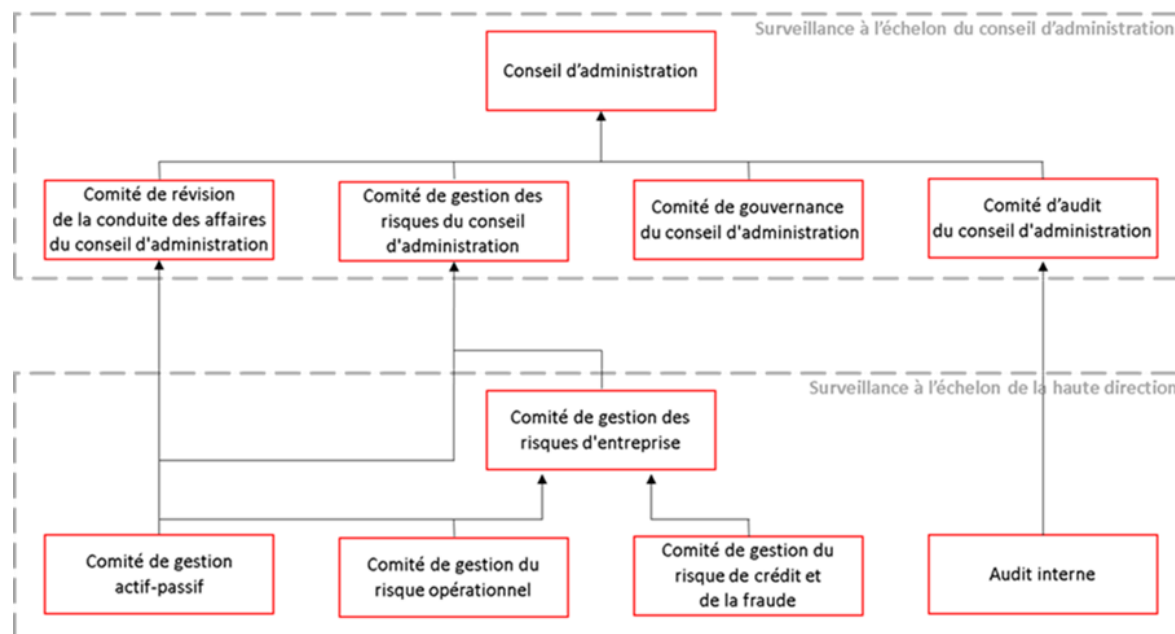 Surveillance à l’échelon du conseil d’administration
Conseil d’administration
Comité de révision
de la conduite des affaires
du conseil d'administration
Comité de gestion des
risques du conseil
d'administration
Comité de gouvernance
du conseil d'administration
Comité d’audit
du conseil d'administration
Surveillance à l’échelon de la haute direction
Comité de gestion des
risques d'entreprise
Comité de gestion
actif-passif
Comité de gestion du
risque opérationnel
Comité de gestion du
risque de crédit et
de la fraude
Audit interne